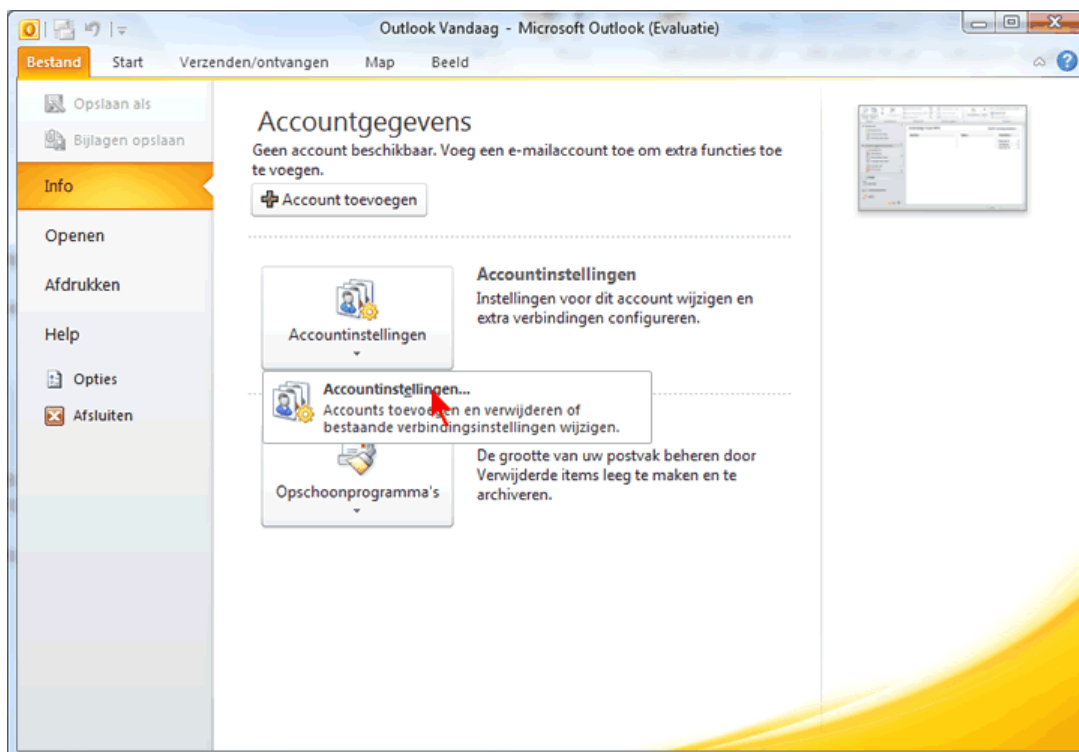 Outlook Vandaag - Microsoft Outlook (Evaluatie)
Bestand Start Verzenden/ontvangen Map Beeld
Opslaan als
Bijlagen opslaan
Info
Openen
Afdrukken
Help
Opties
Afsluiten
Accountgegevens
Geen account beschikbaar. Voeg een e-mailaccount toe om extra functies toe
te voegen.
Account toevoegen
Accountinstellingen
Accountinstellingen
Instellingen voor dit account wijzigen en
extra verbindingen configureren.
Accountinstellingen...
Accounts toevoegen en verwijderen of
bestaande verbindingsinstellingen wijzigen.
Opschoonprogramma's
De grootte van uw postvak beheren door
Verwijderde items leeg te maken en te
archiveren.